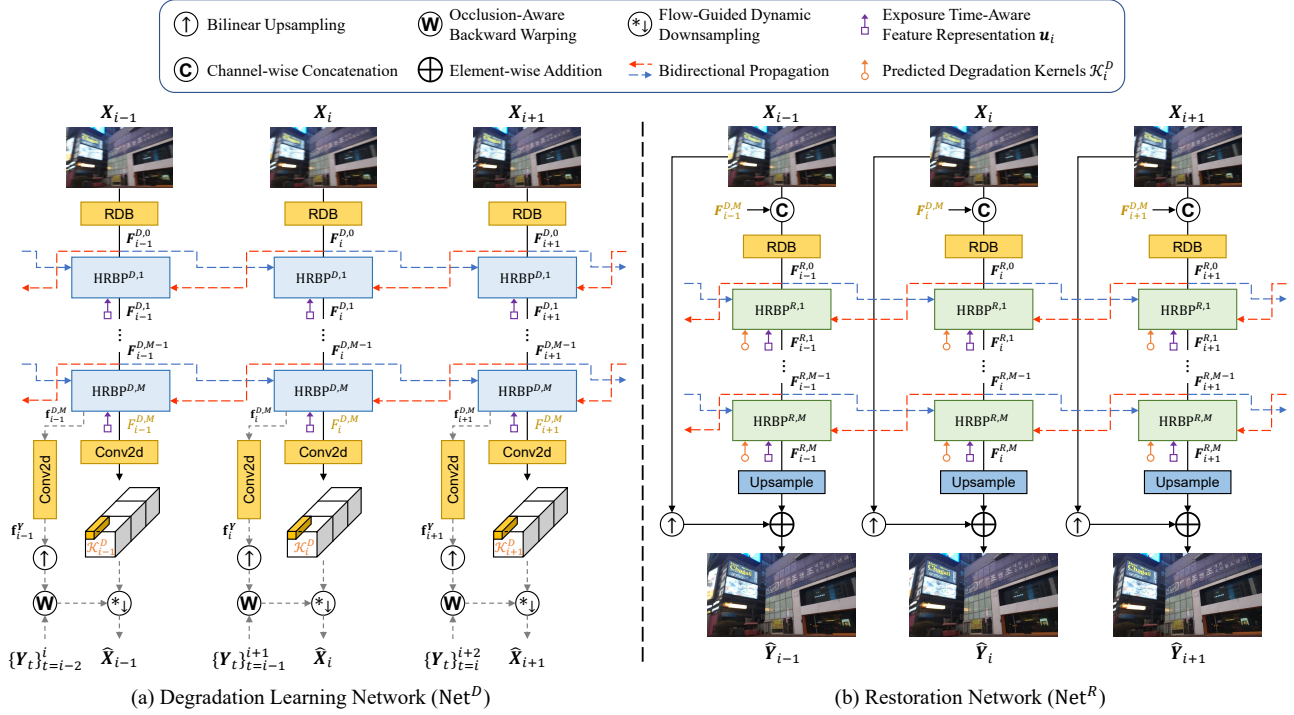 Bilinear Upsampling
W Occlusion-Aware Backward Warping
*↓ Flow-Guided Dynamic Downsampling
Exposure Time-Aware Feature Representation u_i
C Channel-wise Concatenation
Element-wise Addition
Bidirectional Propagation
Predicted Degradation Kernels 𝒦_i^D
X_{i−1} X_i X_{i+1}
RDB RDB RDB
F_{i−1}^{D,0} F_i^{D,0} F_{i+1}^{D,0}
HRBP^{D,1} HRBP^{D,1} HRBP^{D,1}
F_{i−1}^{D,1} F_i^{D,1} F_{i+1}^{D,1}
⋮ ⋮ ⋮
F_{i−1}^{D,M−1} F_i^{D,M−1} F_{i+1}^{D,M−1}
HRBP^{D,M} HRBP^{D,M} HRBP^{D,M}
f_{i−1}^{D,M} F_{i−1}^{D,M} f_i^{D,M} F_i^{D,M} f_{i+1}^{D,M} F_{i+1}^{D,M}
Conv2d Conv2d Conv2d Conv2d Conv2d Conv2d
f_{i−1}^Y 𝒦_{i−1}^D f_i^Y 𝒦_i^D f_{i+1}^Y 𝒦_{i+1}^D
↑ ↑ ↑
W *↓ W *↓ W *↓
{Y_t}_{t=i−2}^{i} X̂_{i−1} {Y_t}_{t=i−1}^{i+1} X̂_i {Y_t}_{t=i}^{i+2} X̂_{i+1}
(a) Degradation Learning Network (Net^D)
X_{i−1} X_i X_{i+1}
F_{i−1}^{D,M} C F_i^{D,M} C F_{i+1}^{D,M} C
RDB RDB RDB
F_{i−1}^{R,0} F_i^{R,0} F_{i+1}^{R,0}
HRBP^{R,1} HRBP^{R,1} HRBP^{R,1}
F_{i−1}^{R,1} F_i^{R,1} F_{i+1}^{R,1}
⋮ ⋮ ⋮
F_{i−1}^{R,M−1} F_i^{R,M−1} F_{i+1}^{R,M−1}
HRBP^{R,M} HRBP^{R,M} HRBP^{R,M}
F_{i−1}^{R,M} F_i^{R,M} F_{i+1}^{R,M}
Upsample Upsample Upsample
↑ ↑ ↑
Ŷ_{i−1} Ŷ_i Ŷ_{i+1}
(b) Restoration Network (Net^R)